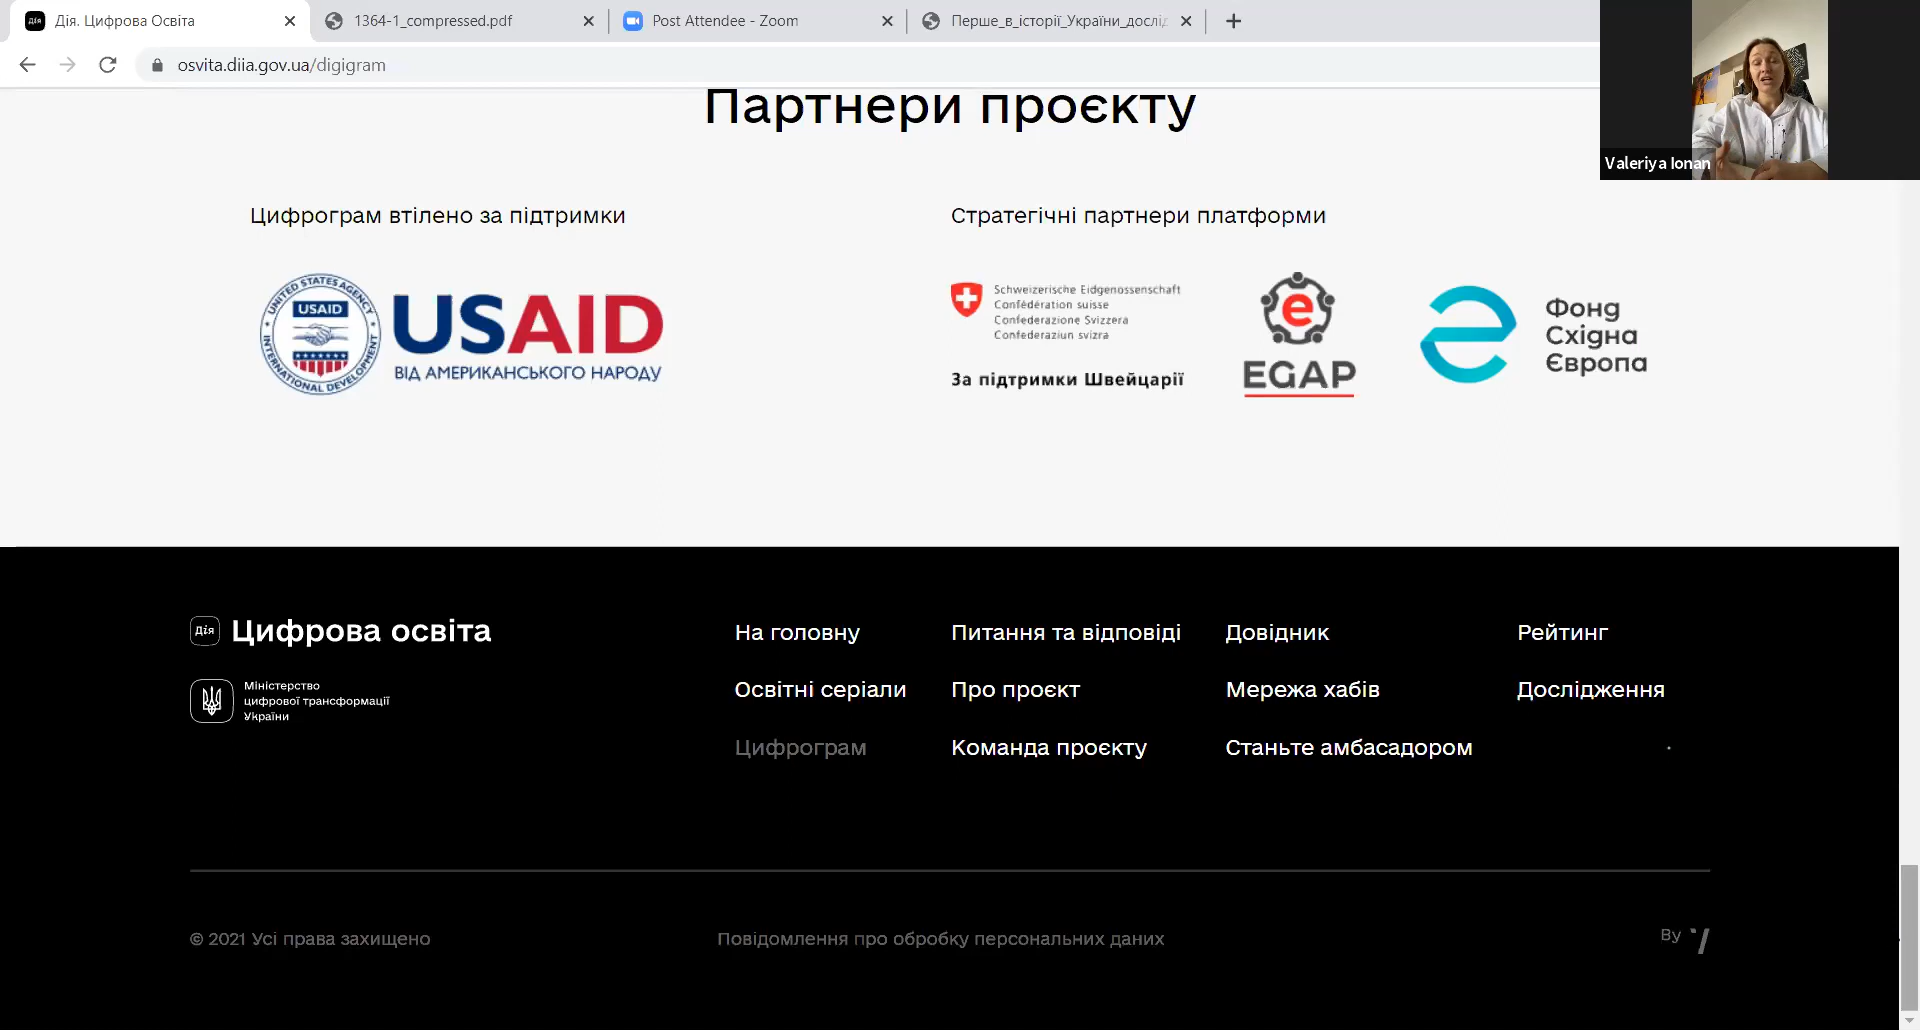 Дія. Цифрова Освіта
1364-1_compressed.pdf
Post Attendee - Zoom
Перше_в_історії_України_дослід
osvita.diia.gov.ua/digigram
Valeriya Ionan
Партнери проєкту
Цифрограм втілено за підтримки
Стратегічні партнери платформи
UNITED STATES AGENCY
USAID
INTERNATIONAL DEVELOPMENT
USAID
ВІД АМЕРИКАНСЬКОГО НАРОДУ
Schweizerische Eidgenossenschaft
Confédération suisse
Confederazione Svizzera
Confederaziun svizra
За підтримки Швейцарії
e
EGAP
Фонд
Східна
Європа
Дія Цифрова освіта
Міністерство
цифрової трансформації
України
На головну
Питання та відповіді
Довідник
Рейтинг
Освітні серіали
Про проєкт
Мережа хабів
Дослідження
Цифрограм
Команда проєкту
Станьте амбасадором
© 2021 Усі права захищено
Повідомлення про обробку персональних даних
By